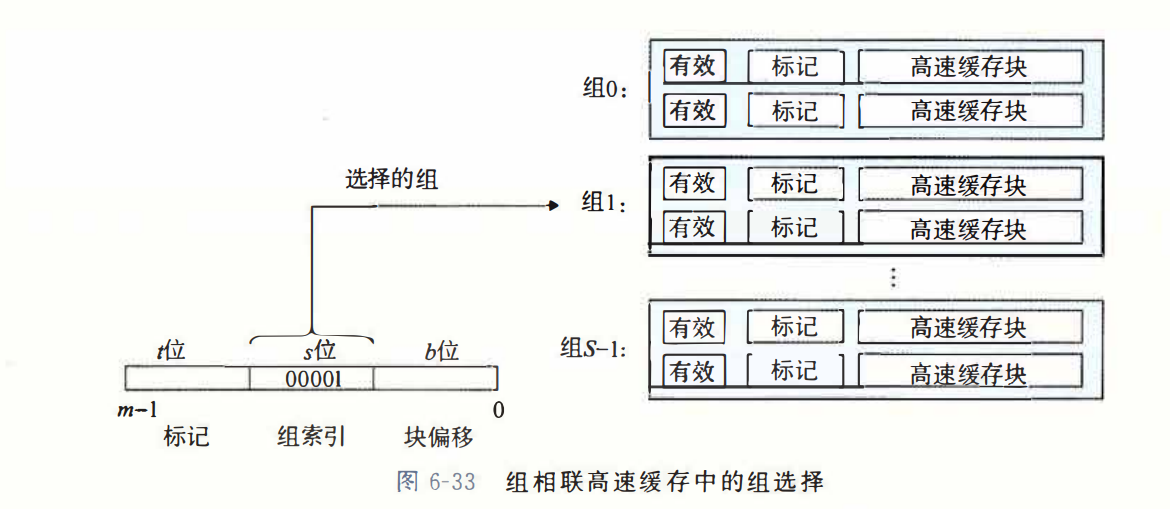 组0：
有效 标记 高速缓存块
有效 标记 高速缓存块
选择的组
组1：
有效 标记 高速缓存块
有效 标记 高速缓存块
⋮
组S-1：
有效 标记 高速缓存块
有效 标记 高速缓存块
t位 s位 b位
00001
m-1 0
标记 组索引 块偏移
图 6-33 组相联高速缓存中的组选择